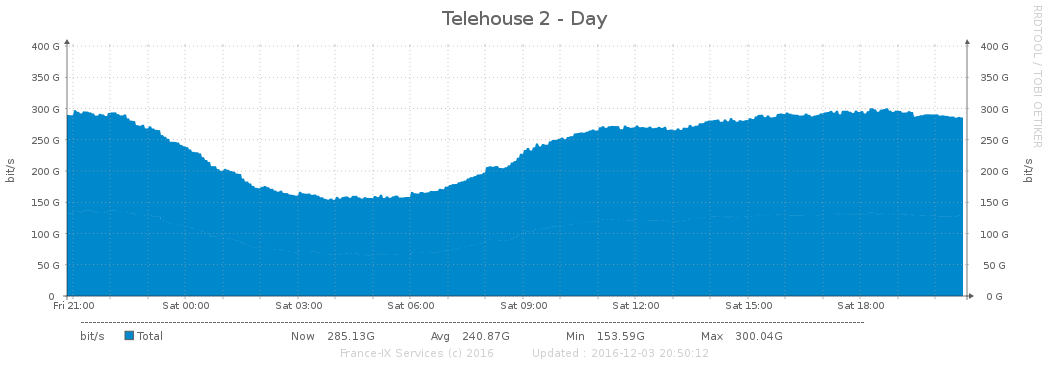 Telehouse 2 - Day
RRDTOOL / TOBI OETIKER
400 G 400 G
350 G 350 G
300 G 300 G
250 G 250 G
200 G 200 G
150 G 150 G
100 G 100 G
50 G 50 G
0 0 G
bit/s bit/s
Fri 21:00 Sat 00:00 Sat 03:00 Sat 06:00 Sat 09:00 Sat 12:00 Sat 15:00 Sat 18:00
bit/s Total Now 285.13G Avg 240.87G Min 153.59G Max 300.04G
France-IX Services (c) 2016 Updated : 2016-12-03 20:50:12